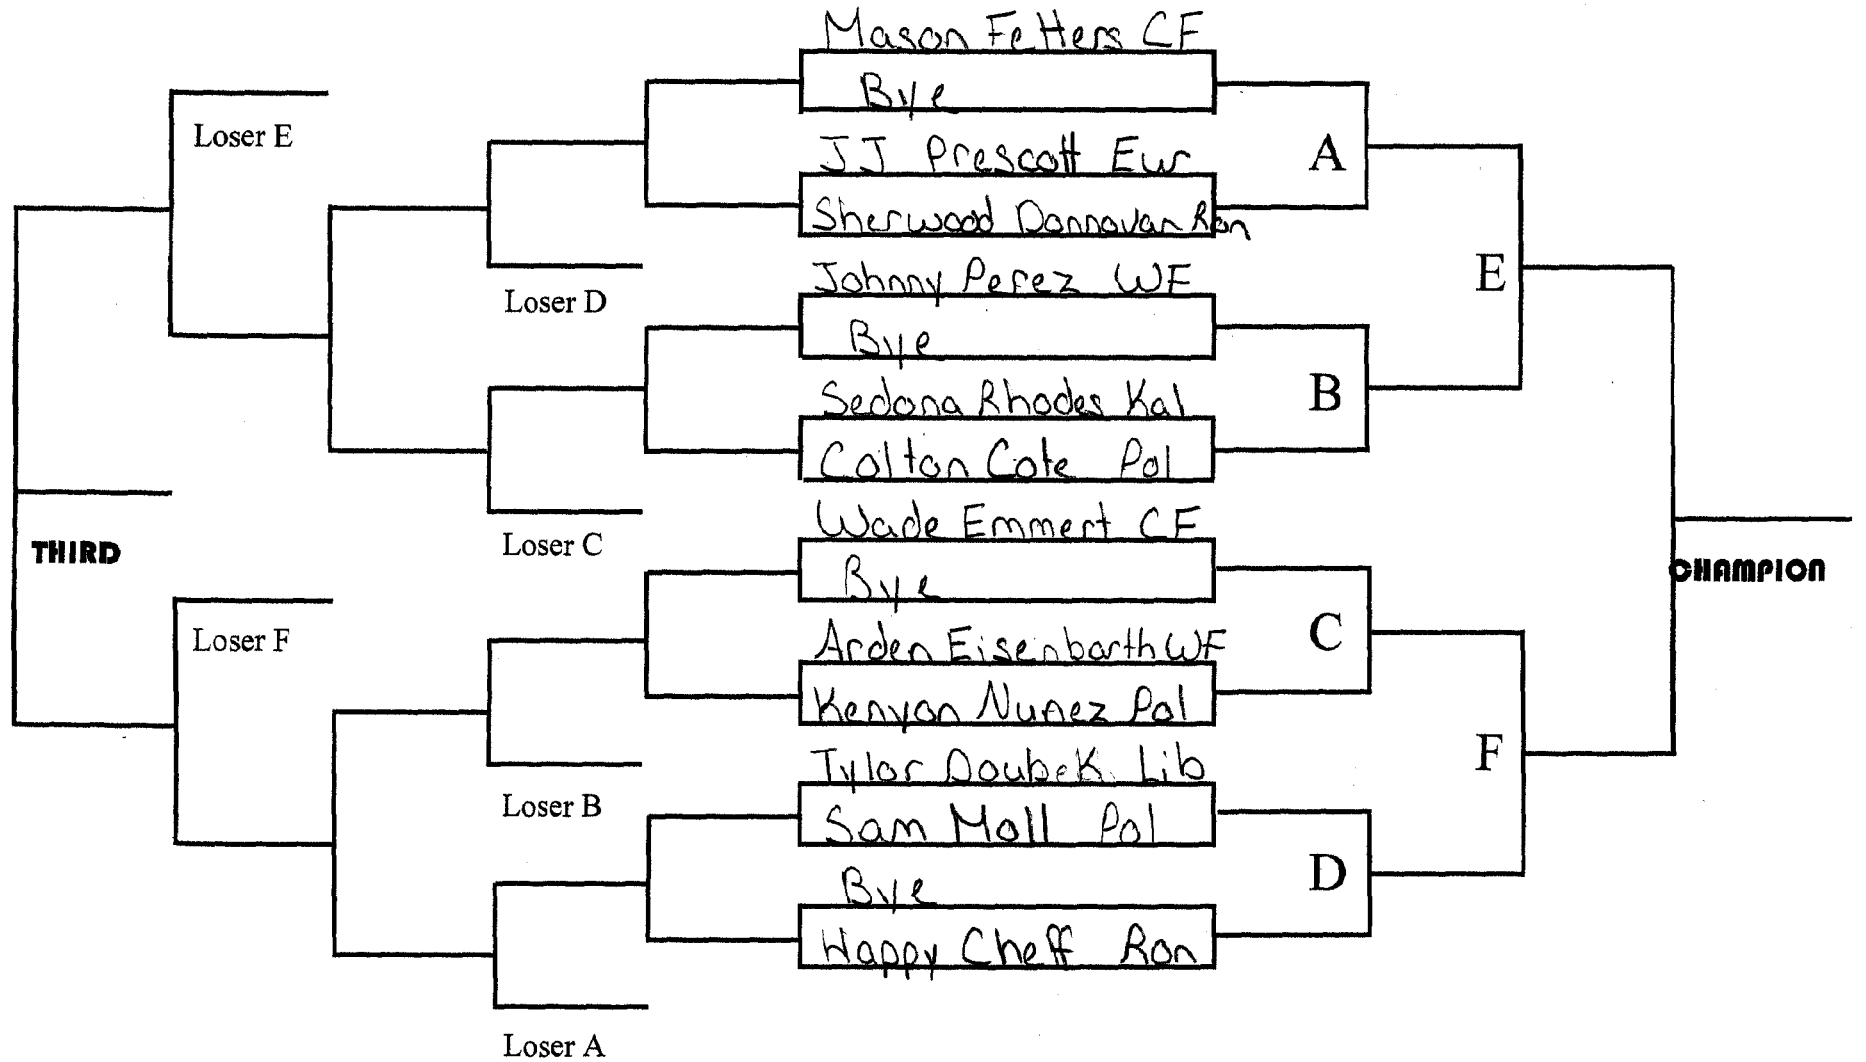 Mason Fetters CF
Bye
JJ Prescott Eur
Sherwood Donnovan Ron
Johnny Perez WF
Bye
Sedona Rhodes Kal
Colton Cote Pol
Wade Emmert CF
Bye
Arden Eisenbarth WF
Kenyon Nunez Pol
Tylor Doubek Lib
Sam Moll Pol
Bye
Happy Cheff Ron
A
B
C
D
E
F
CHAMPION
Loser E
Loser D
Loser C
THIRD
Loser F
Loser B
Loser A